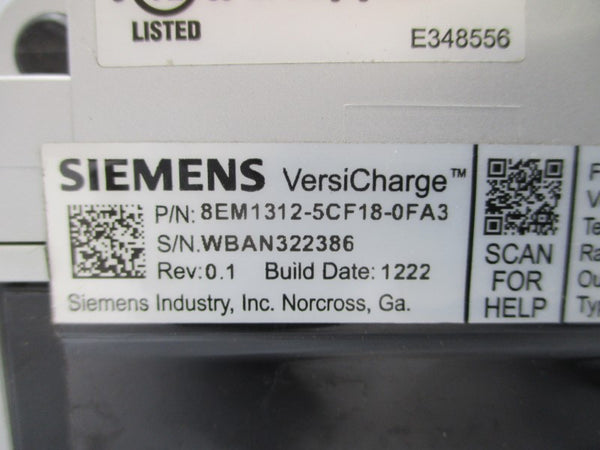 LISTED
E348556
SIEMENS VersiCharge™
P/N: 8EM1312-5CF18-0FA3
S/N.WBAN322386
Rev:0.1 Build Date: 1222
Siemens Industry, Inc. Norcross, Ga.
SCAN
FOR
HELP